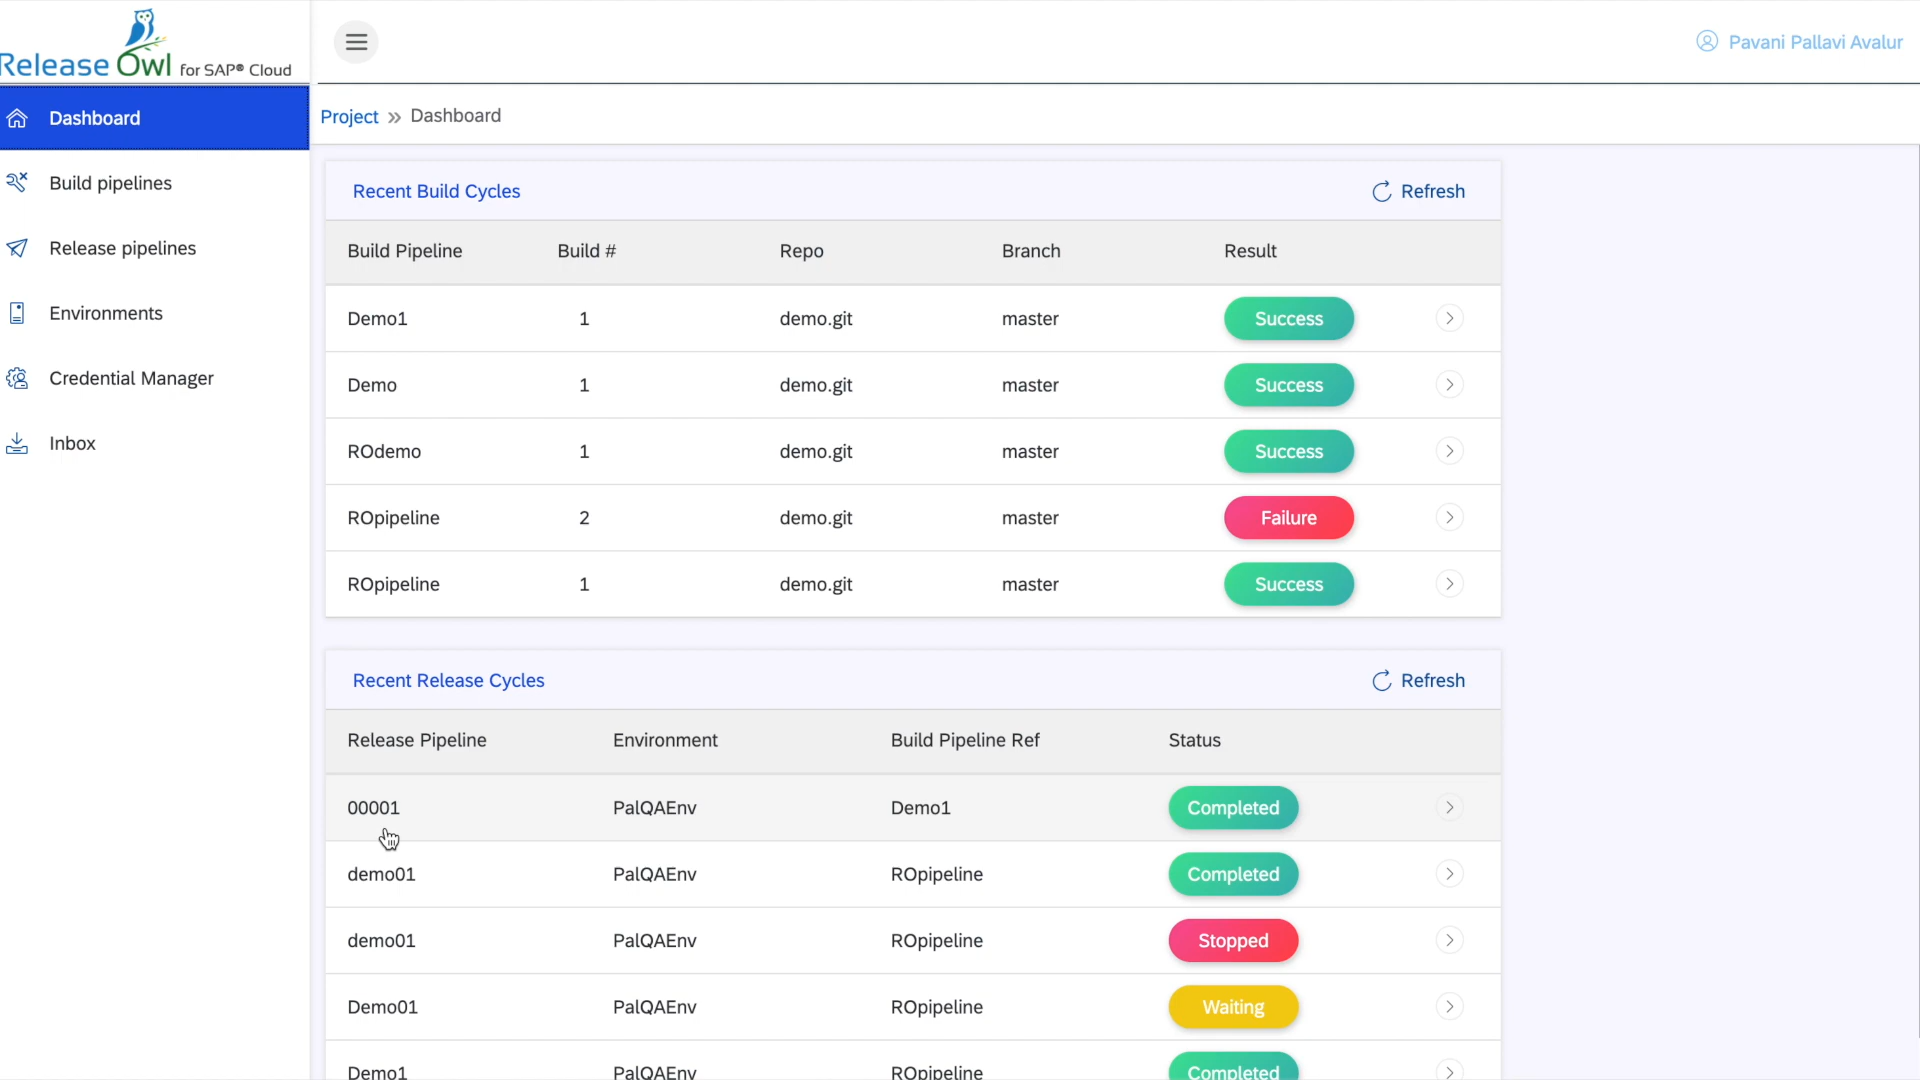 Release Owl for SAP® Cloud
Pavani Pallavi Avalur
Dashboard
Build pipelines
Release pipelines
Environments
Credential Manager
Inbox
Project » Dashboard
Recent Build Cycles Refresh
Build Pipeline Build # Repo Branch Result
Demo1 1 demo.git master Success
Demo 1 demo.git master Success
ROdemo 1 demo.git master Success
ROpipeline 2 demo.git master Failure
ROpipeline 1 demo.git master Success
Recent Release Cycles Refresh
Release Pipeline Environment Build Pipeline Ref Status
00001 PalQAEnv Demo1 Completed
demo01 PalQAEnv ROpipeline Completed
demo01 PalQAEnv ROpipeline Stopped
Demo01 PalQAEnv ROpipeline Waiting
Demo1 PalQAEnv ROpipeline Completed